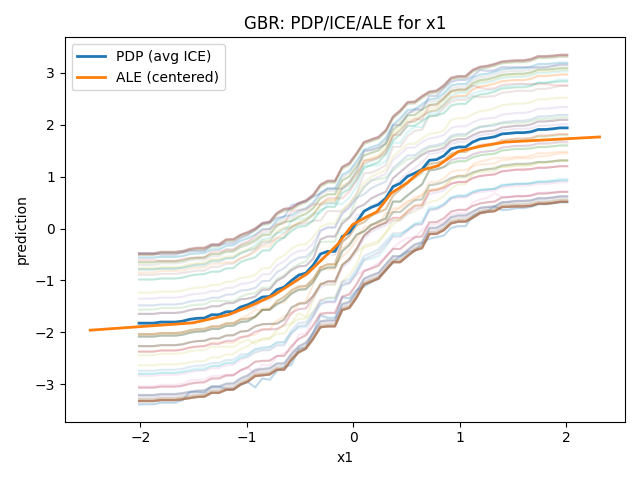 GBR: PDP/ICE/ALE for x1
PDP (avg ICE)
ALE (centered)
prediction
3
2
1
0
−1
−2
−3
−2
−1
0
1
2
x1